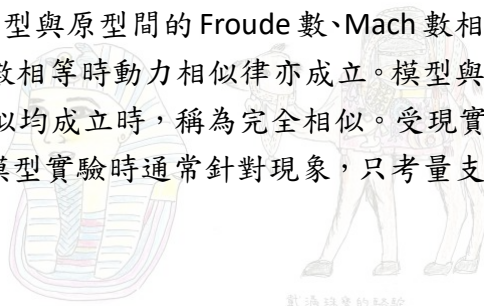 型與原型間的 Froude 數、Mach 數相
數相等時動力相似律亦成立。模型與
似均成立時，稱為完全相似。受現實
模型實驗時通常針對現象，只考量支